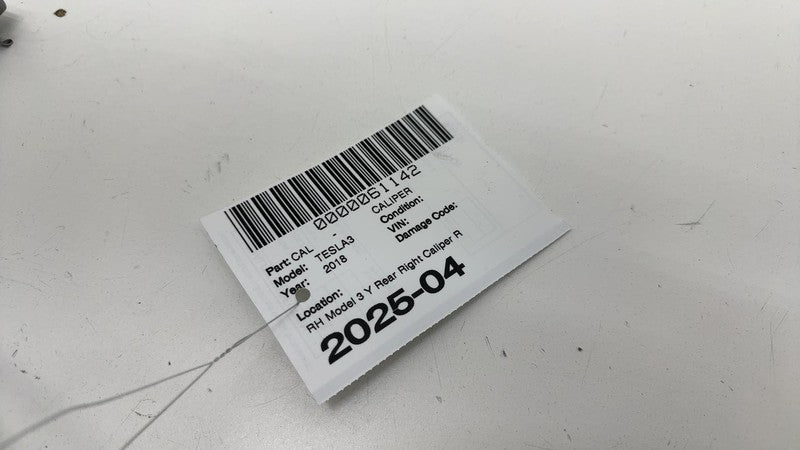 0000061142
Part: CAL - CALIPER
Model: TESLA3 Condition:
Year: 2018 VIN:
Damage Code:
Location:
RH Model 3 Y Rear Right Caliper R
2025-04